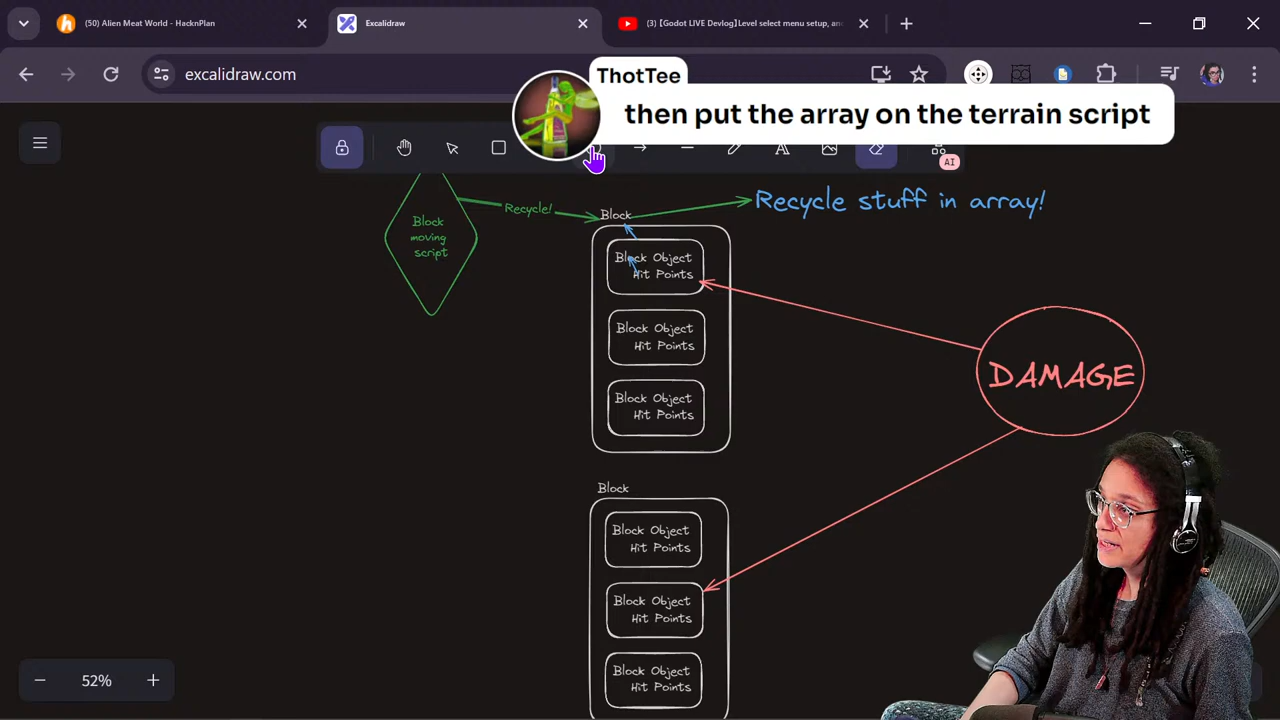 (50) Alien Meat World - HacknPlan
Excalidraw
(3) 【Godot LIVE Devlog】Level select menu setup, an
excalidraw.com
ThotTee
then put the array on the terrain script
A
AI
Block
moving
script
Recycle!
Block
Recycle stuff in array!
Block Object
Hit Points
Block Object
Hit Points
Block Object
Hit Points
DAMAGE
Block
Block Object
Hit Points
Block Object
Hit Points
Block Object
Hit Points
52%